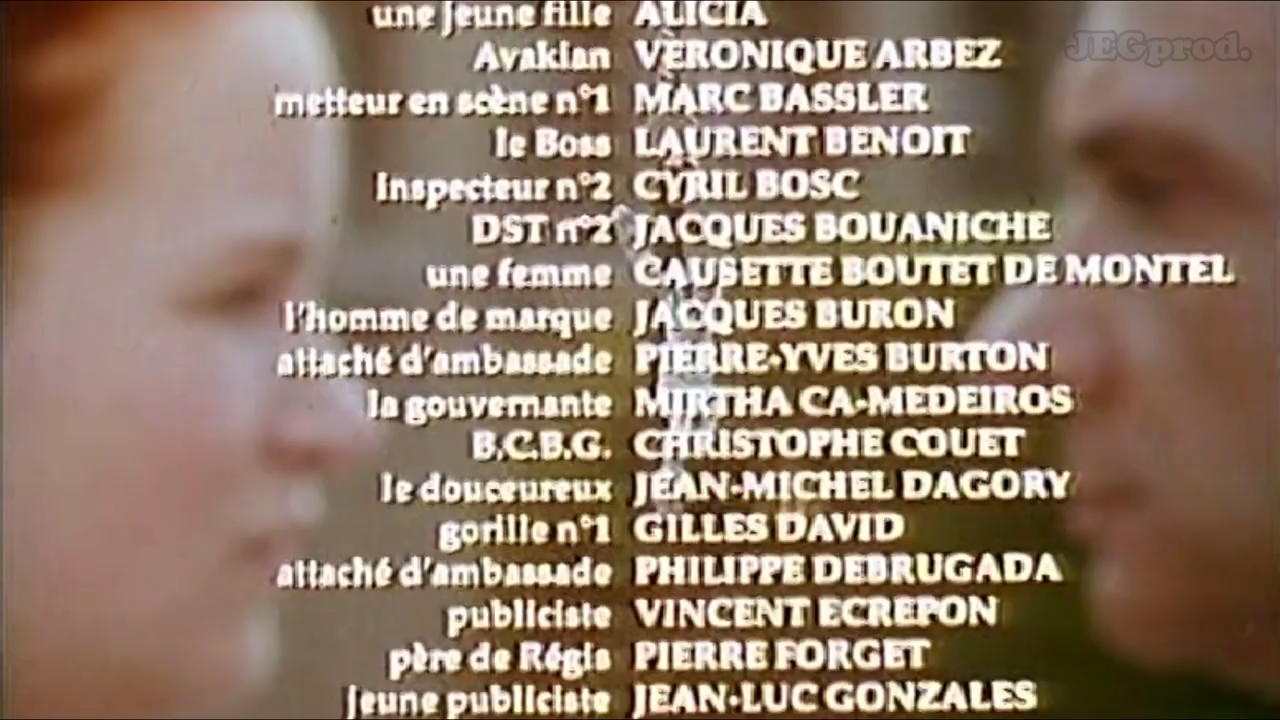 une jeune fille ALICIA
JEGprod.
Avakian VERONIQUE ARBEZ
metteur en scène n°1 MARC BASSLER
le Boss LAURENT BENOIT
Inspecteur n°2 CYRIL BOSC
DST n°2 JACQUES BOUANICHE
une femme CAUSETTE BOUTET DE MONTEL
l'homme de marque JACQUES BURON
attaché d'ambassade PIERRE-YVES BURTON
la gouvernante MIRTHA CA-MEDEIROS
B.C.B.G. CHRISTOPHE COUET
le douceureux JEAN-MICHEL DAGORY
gorille n°1 GILLES DAVID
attaché d'ambassade PHILIPPE DEBRUGADA
publiciste VINCENT ECREPON
père de Régis PIERRE FORGET
jeune publiciste JEAN-LUC GONZALES